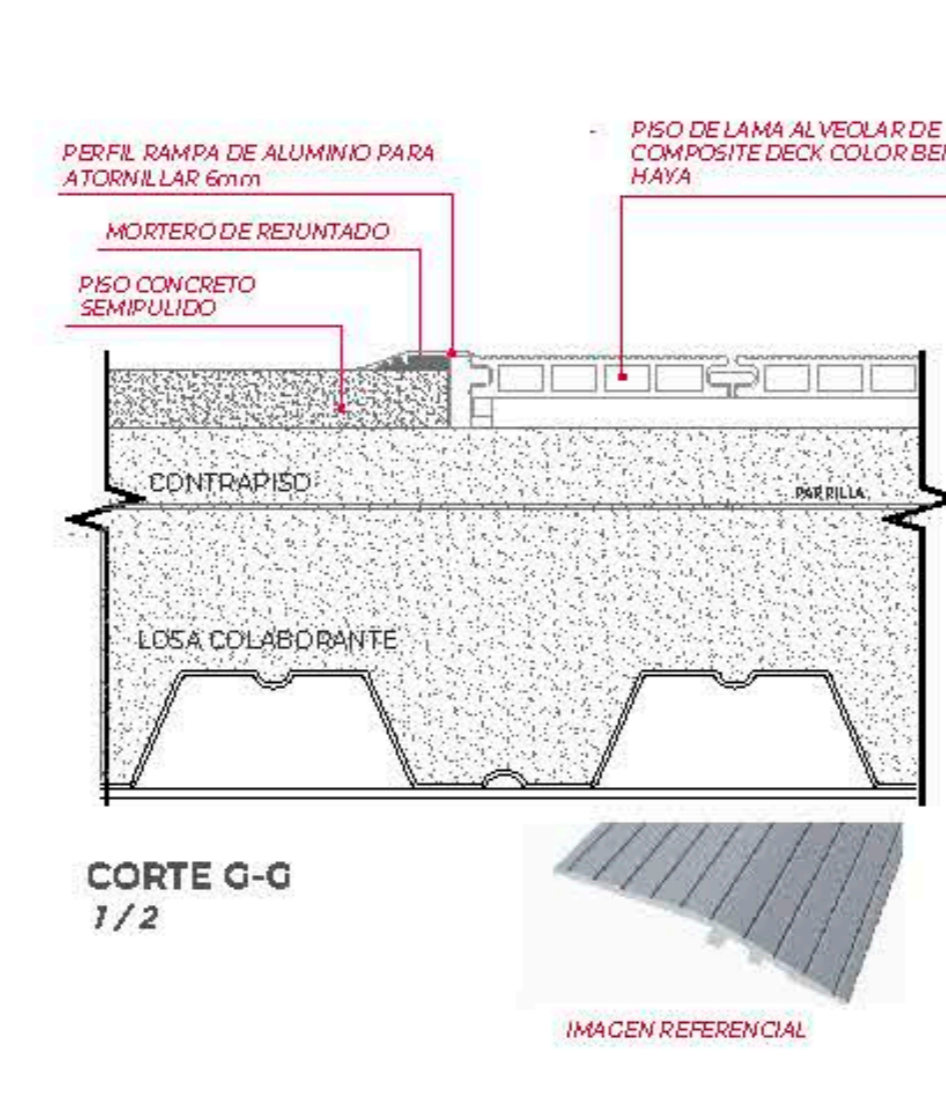 PERFIL RAMPA DE ALUMINIO PARA
ATORNILLAR 6mm
MORTERO DE REJUNTADO
PISO CONCRETO
SEMIPULIDO
- PISO DE LAMA ALVEOLAR DE
COMPOSITE DECK COLOR
HAYA
CONTRAPISO
PARRILLA
LOSA COLABORANTE
CORTE G-G
1 / 2
IMAGEN REFERENCIAL